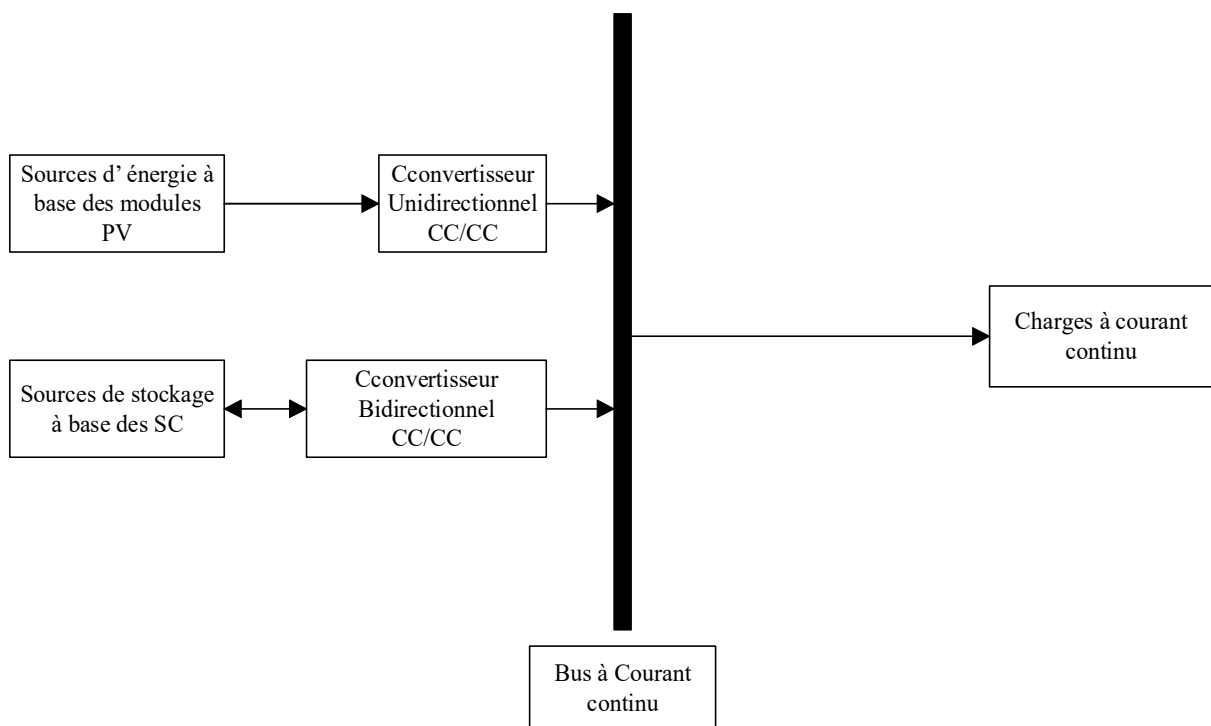 Sources d’ énergie à
base des modules
PV
Cconvertisseur
Unidirectionnel
CC/CC
Charges à courant
continu
Sources de stockage
à base des SC
Cconvertisseur
Bidirectionnel
CC/CC
Bus à Courant
continu